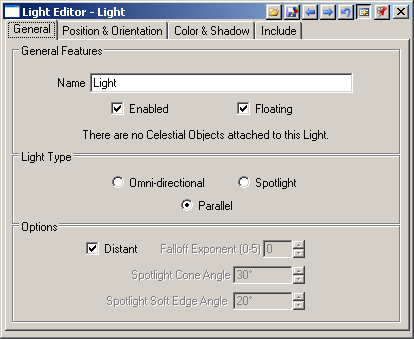 Light Editor - Light
General Position & Orientation Color & Shadow Include
General Features
Name Light
Enabled Floating
There are no Celestial Objects attached to this Light.
Light Type
Omni-directional Spotlight
Parallel
Options
Distant Falloff Exponent (0-5) 0
Spotlight Cone Angle 30°
Spotlight Soft Edge Angle 20°